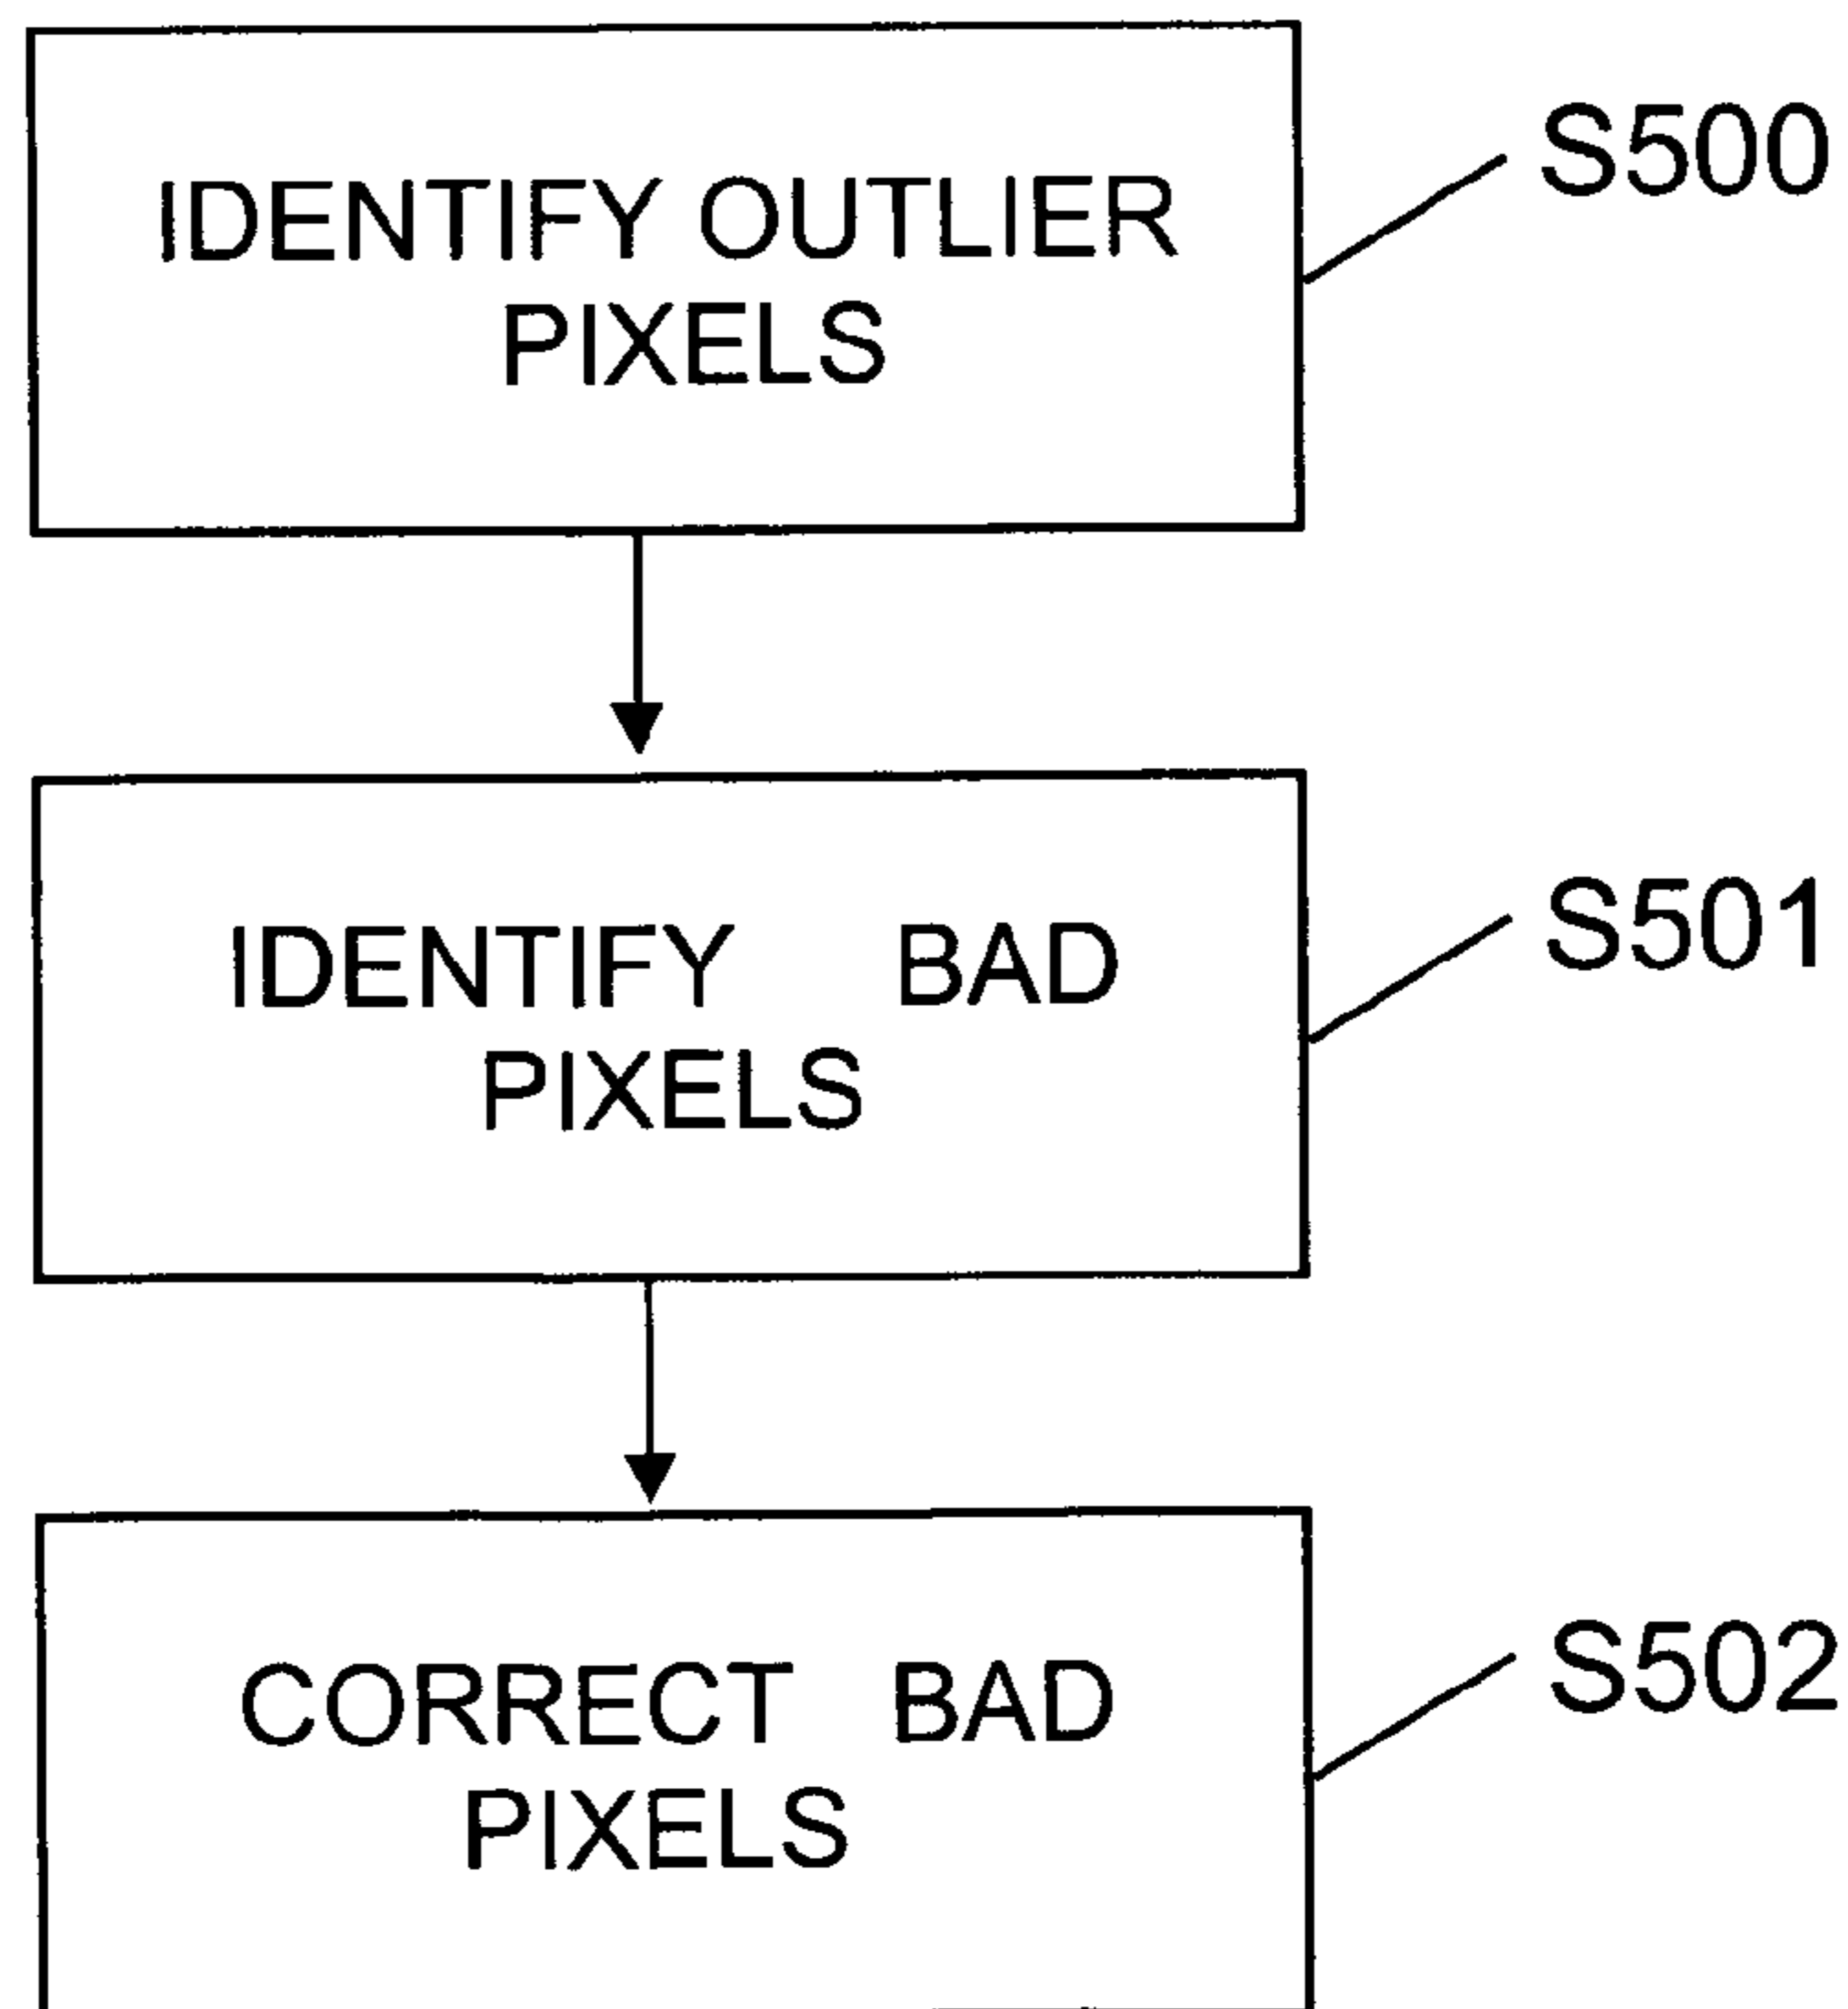 IDENTIFY OUTLIER
PIXELS
S500
IDENTIFY BAD
PIXELS
S501
CORRECT BAD
PIXELS
S502